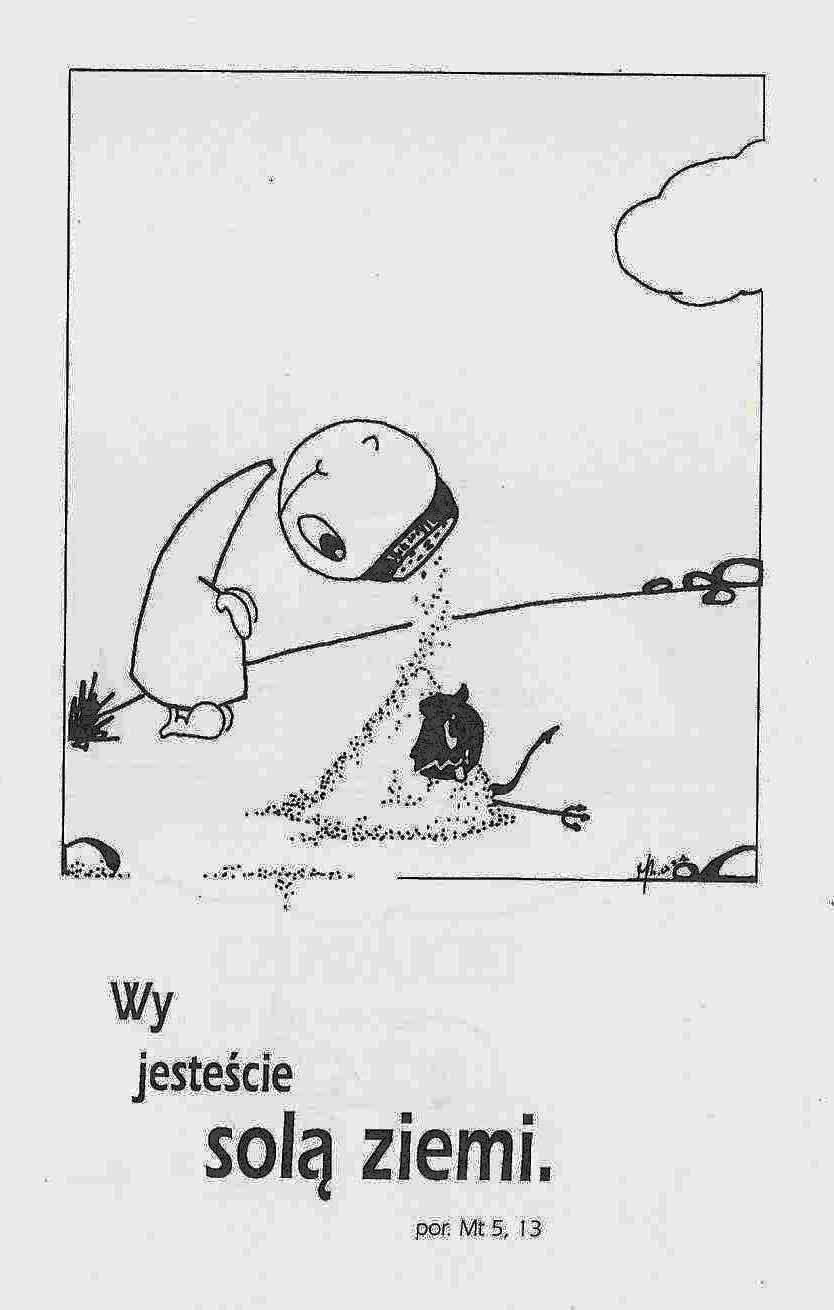 Wy
jesteście
solą ziemi.
por. Mt 5, 13